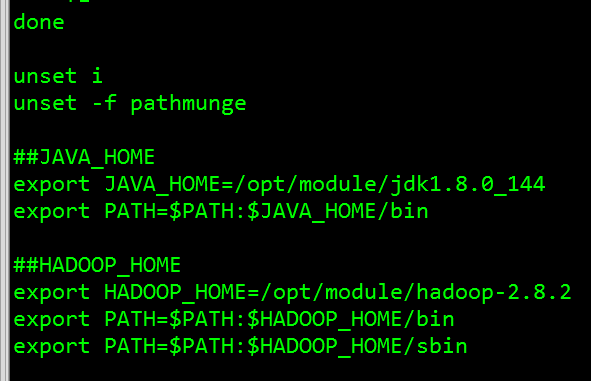 done
unset i
unset -f pathmunge
##JAVA_HOME
export JAVA_HOME=/opt/module/jdk1.8.0_144
export PATH=$PATH:$JAVA_HOME/bin
##HADOOP_HOME
export HADOOP_HOME=/opt/module/hadoop-2.8.2
export PATH=$PATH:$HADOOP_HOME/bin
export PATH=$PATH:$HADOOP_HOME/sbin